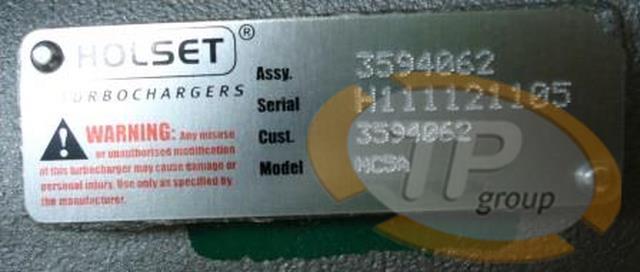 HOLSET®
TURBOCHARGERS
WARNING: Any misuse
or unauthorised modification
of this turbocharger may cause damage or
personal injury. Use only as specified by
the manufacturer.
Assy. 3594062
Serial H111121105
Cust. 3594062
Model HC5A
TP
group